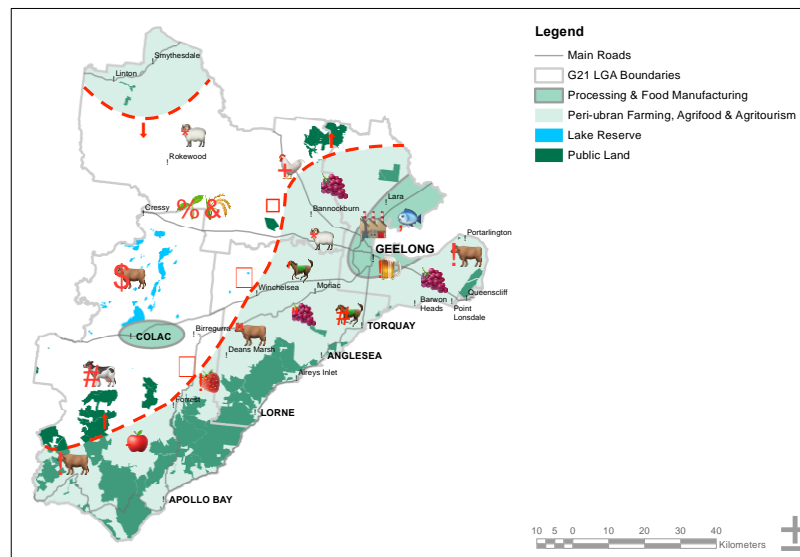 Legend
Main Roads
G21 LGA Boundaries
Processing & Food Manufacturing
Peri-ubran Farming, Agrifood & Agritourism
Lake Reserve
Public Land
Smythesdale
Linton
Rokewood
Cressy
% &
Bannockburn
Lara
GEELONG
Portarlington
!
$
Winchelsea
Moriac
Queenscliff
Barwon
Heads
Point
Lonsdale
#
TORQUAY
COLAC
Birregurra
Deans Marsh
ANGLESEA
Aireys Inlet
#
!
Forrest
LORNE
!
APOLLO BAY
10 5 0 10 20 30 40
Kilometers